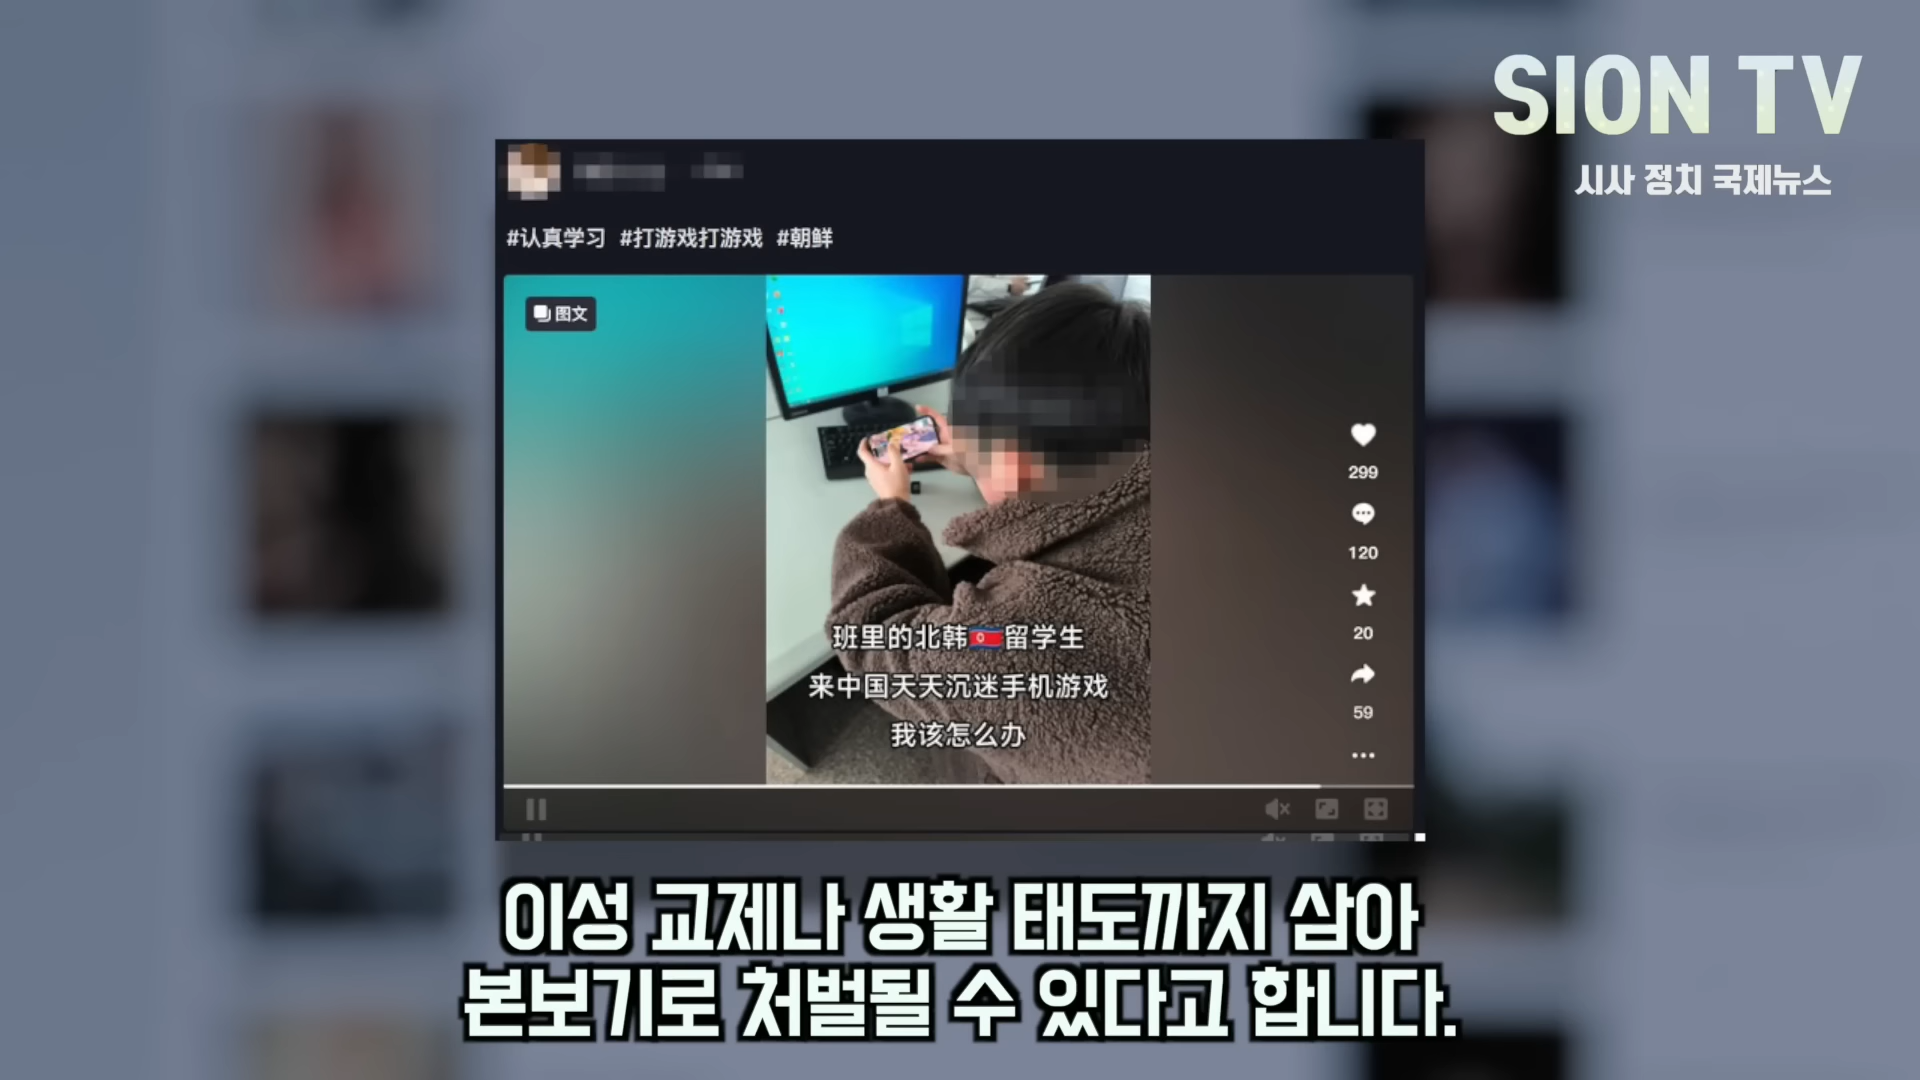 SION TV
시사 정치 국제뉴스
#认真学习 #打游戏打游戏 #朝鲜
图文
299
120
20
59
班里的北韩🇰🇵留学生
来中国天天沉迷手机游戏
我该怎么办
이성 교제나 생활 태도까지 삼아
본보기로 처벌될 수 있다고 합니다.